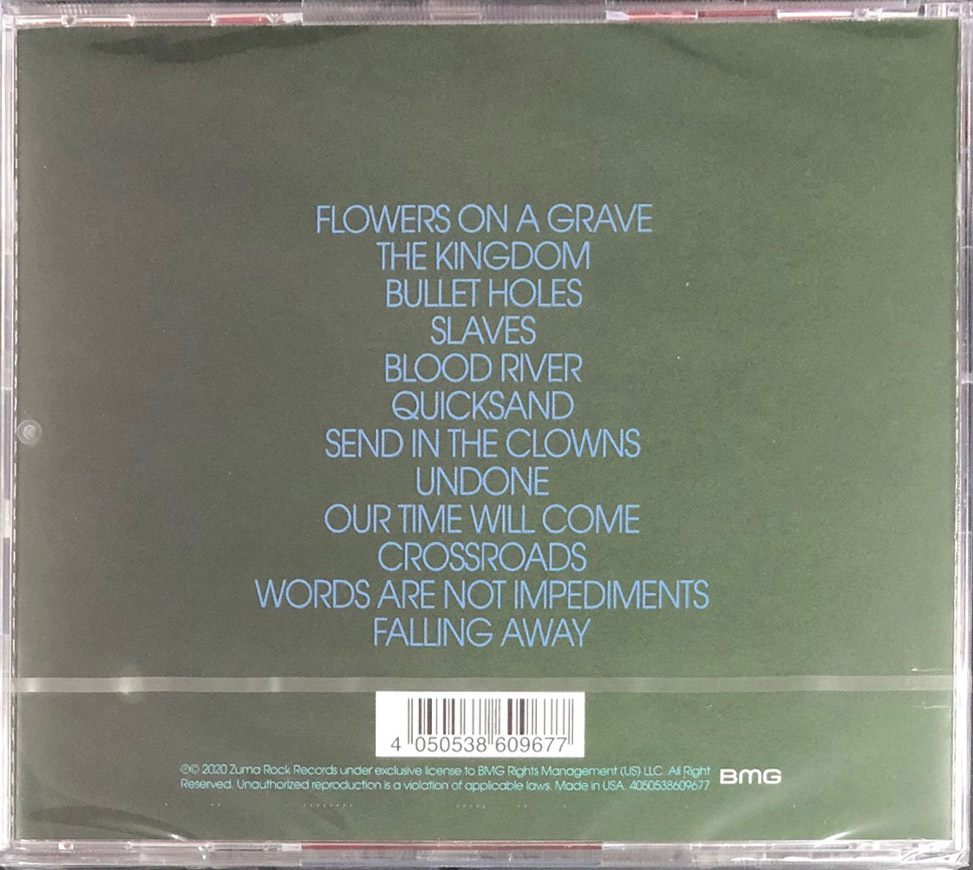 FLOWERS ON A GRAVE
THE KINGDOM
BULLET HOLES
SLAVES
BLOOD RIVER
QUICKSAND
SEND IN THE CLOWNS
UNDONE
OUR TIME WILL COME
CROSSROADS
WORDS ARE NOT IMPEDIMENTS
FALLING AWAY
4 050538 609677
℗© 2020 Zuma Rock Records under exclusive license to BMG Rights Management (US) LLC. All Right
Reserved. Unauthorized reproduction is a violation of applicable laws. Made in USA. 4050538609677
BMG